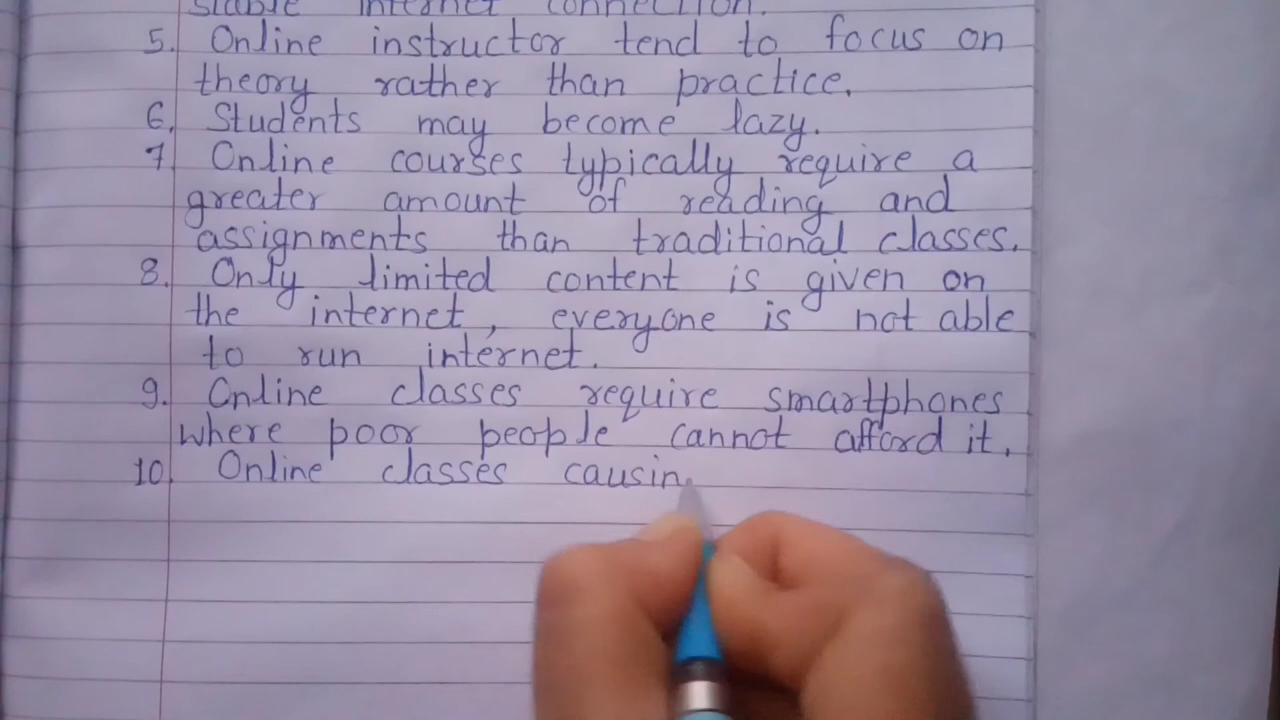 stable internet connection.
5. Online instructor tend to focus on
theory rather than practice.
6. Students may become lazy.
7. Online courses typically require a
greater amount of reading and
assignments than traditional classes.
8. Only limited content is given on
the internet, everyone is not able
to run internet.
9. Online classes require smartphones
where poor people cannot afford it.
10. Online classes causin